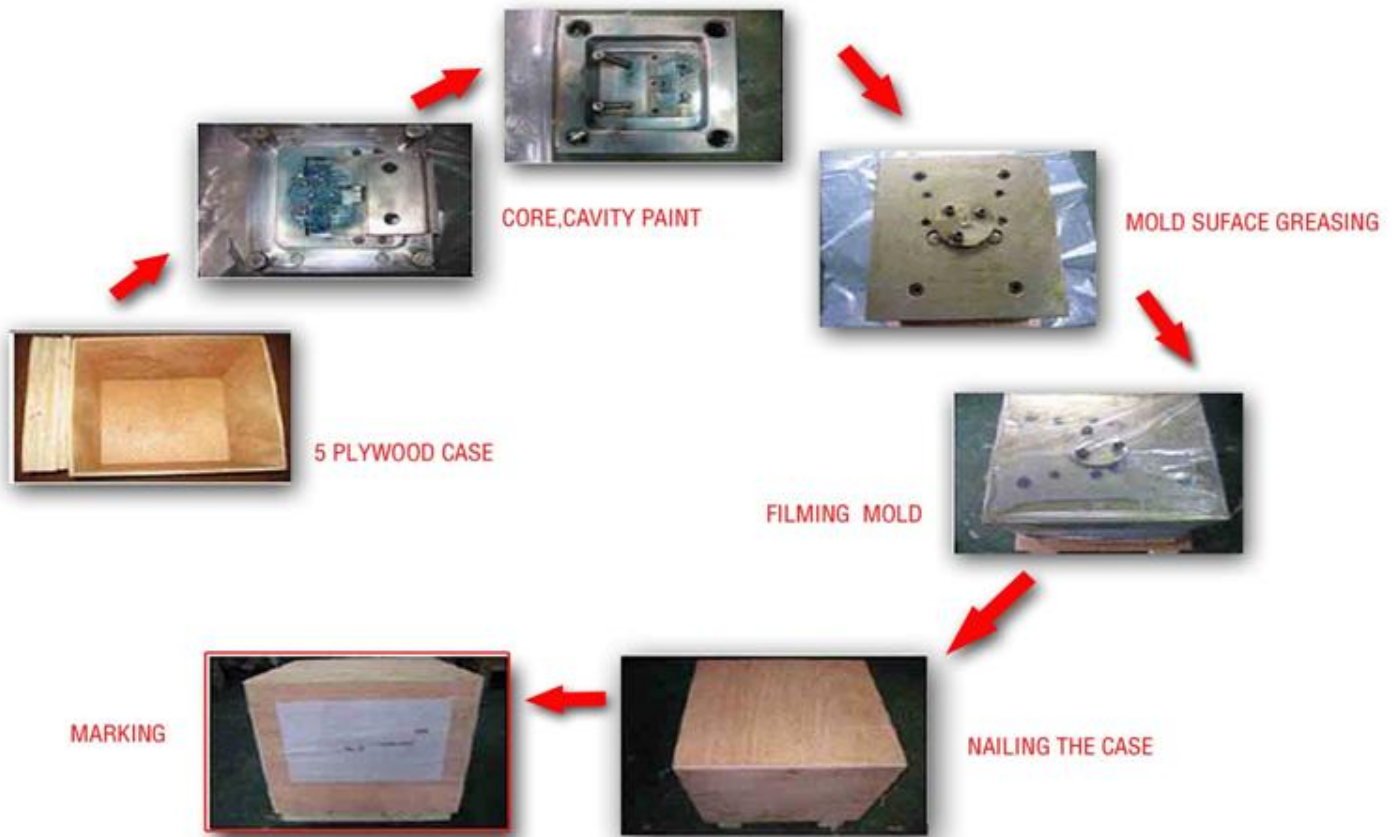 CORE,CAVITY PAINT
MOLD SUFACE GREASING
5 PLYWOOD CASE
FILMING  MOLD
MARKING
NAILING THE CASE